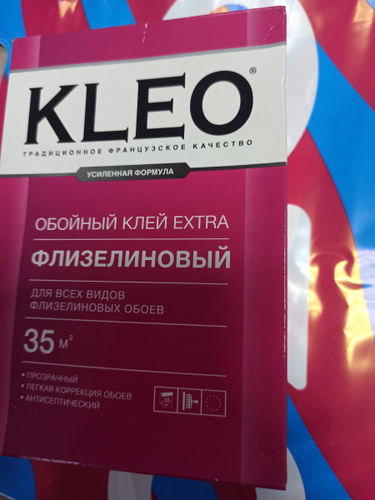 KLEO®
ТРАДИЦИОННОЕ ФРАНЦУЗСКОЕ КАЧЕСТВО
УСИЛЕННАЯ ФОРМУЛА
ОБОЙНЫЙ КЛЕЙ EXTRA
ФЛИЗЕЛИНОВЫЙ
ДЛЯ ВСЕХ ВИДОВ
ФЛИЗЕЛИНОВЫХ ОБОЕВ
35 М²
• ПРОЗРАЧНЫЙ
• ЛЕГКАЯ КОРРЕКЦИЯ ОБОЕВ
• АНТИСЕПТИЧЕСКИЙ